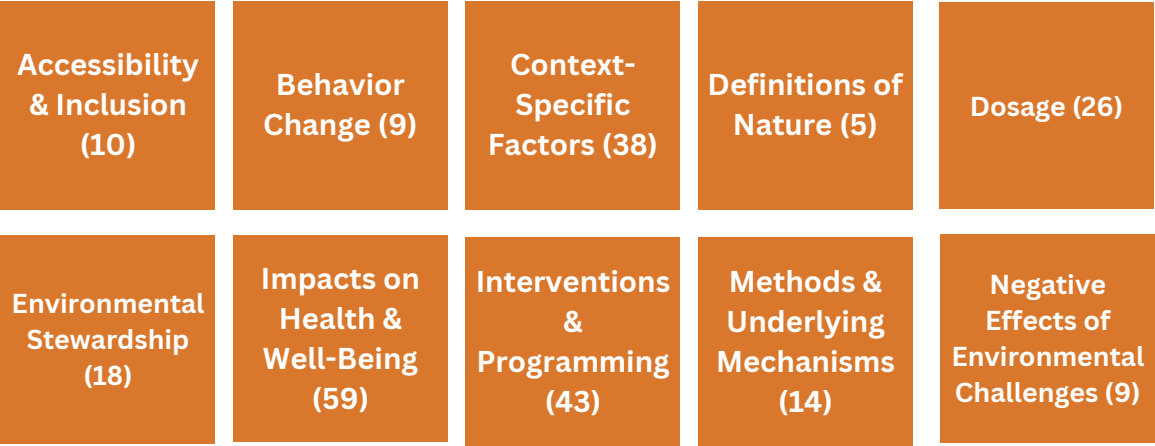 Accessibility
& Inclusion
(10)
Behavior
Change (9)
Context-
Specific
Factors (38)
Definitions of
Nature (5)
Dosage (26)
Environmental
Stewardship
(18)
Impacts on
Health &
Well-Being
(59)
Interventions
&
Programming
(43)
Methods &
Underlying
Mechanisms
(14)
Negative
Effects of
Environmental
Challenges (9)